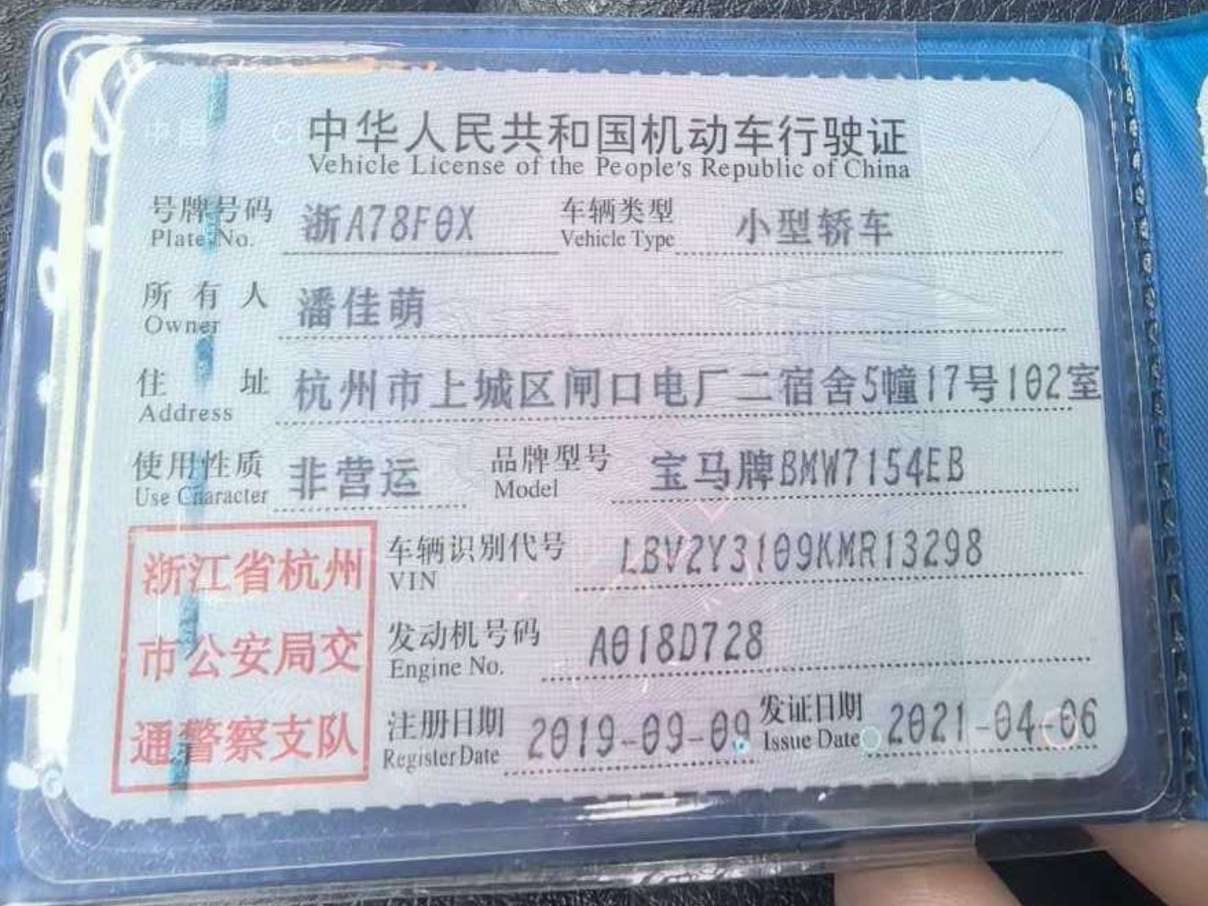 中华人民共和国机动车行驶证
Vehicle License of the People's Republic of China
号牌号码 浙A78F0X 车辆类型 小型轿车
Plate No. Vehicle Type
所有人 潘佳萌
Owner
住址 杭州市上城区闸口电厂二宿舍5幢17号102室
Address
使用性质 非营运 品牌型号 宝马牌BMW7154EB
Use Character Model
浙江省杭州
市公安局交
通警察支队
车辆识别代号 LBV2Y3109KMR13298
VIN
发动机号码 A018D728
Engine No.
注册日期 2019-09-09 发证日期 2021-04-06
Register Date Issue Date